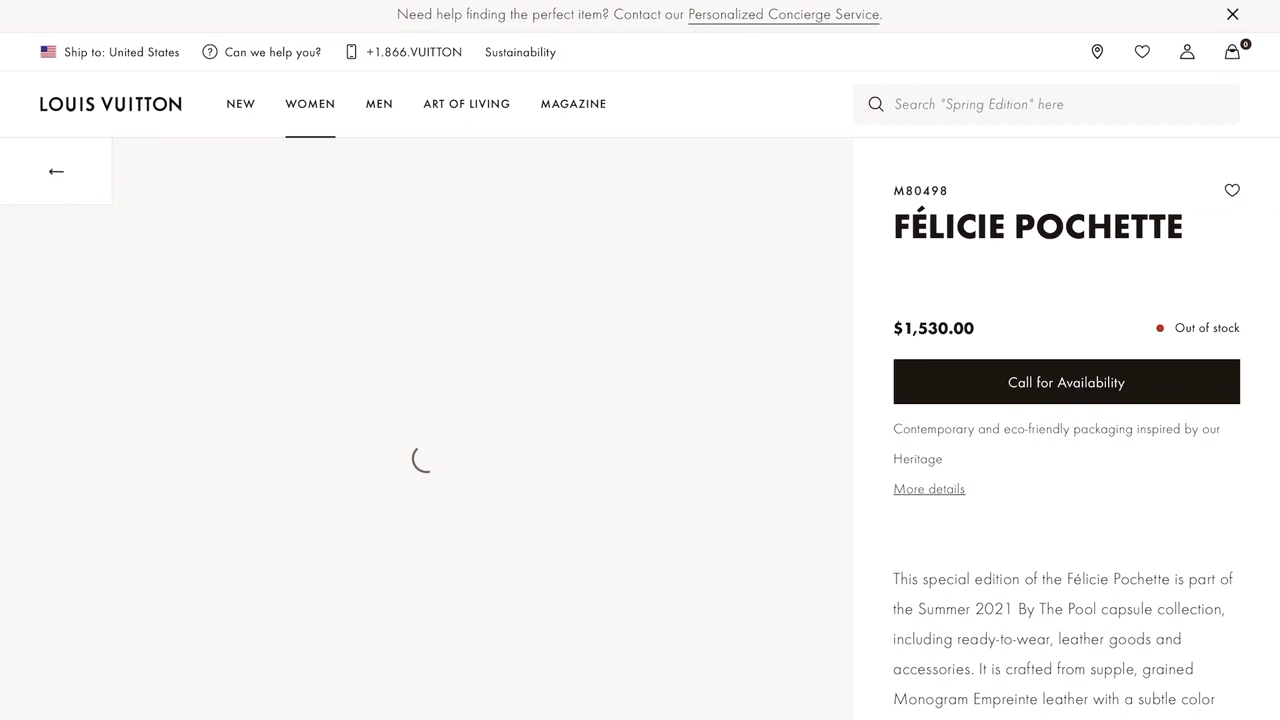 Need help finding the perfect item? Contact our Personalized Concierge Service.
Ship to: United States
Can we help you?
+1.866.VUITTON
Sustainability
0
LOUIS VUITTON
NEW
WOMEN
MEN
ART OF LIVING
MAGAZINE
Search "Spring Edition" here
M80498
FÉLICIE POCHETTE
$1,530.00
Out of stock
Call for Availability
Contemporary and eco-friendly packaging inspired by our
Heritage
More details
This special edition of the Félicie Pochette is part of
the Summer 2021 By The Pool capsule collection,
including ready-to-wear, leather goods and
accessories. It is crafted from supple, grained
Monogram Empreinte leather with a subtle color